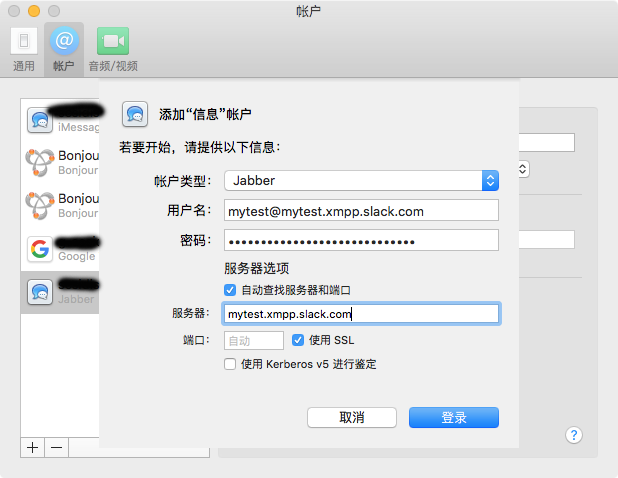 帐户
通用
帐户
音频/视频
iMessag
Bonjou
Bonjour
Bonjou
Bonjour
Google
Jabber
添加“信息”帐户
若要开始，请提供以下信息：
帐户类型： Jabber
用户名： mytest@mytest.xmpp.slack.com
密码： •••••••••••••••••••••••••••••
服务器选项
自动查找服务器和端口
服务器： mytest.xmpp.slack.com
端口： 自动 使用 SSL
使用 Kerberos v5 进行鉴定
取消 登录
+ −
?